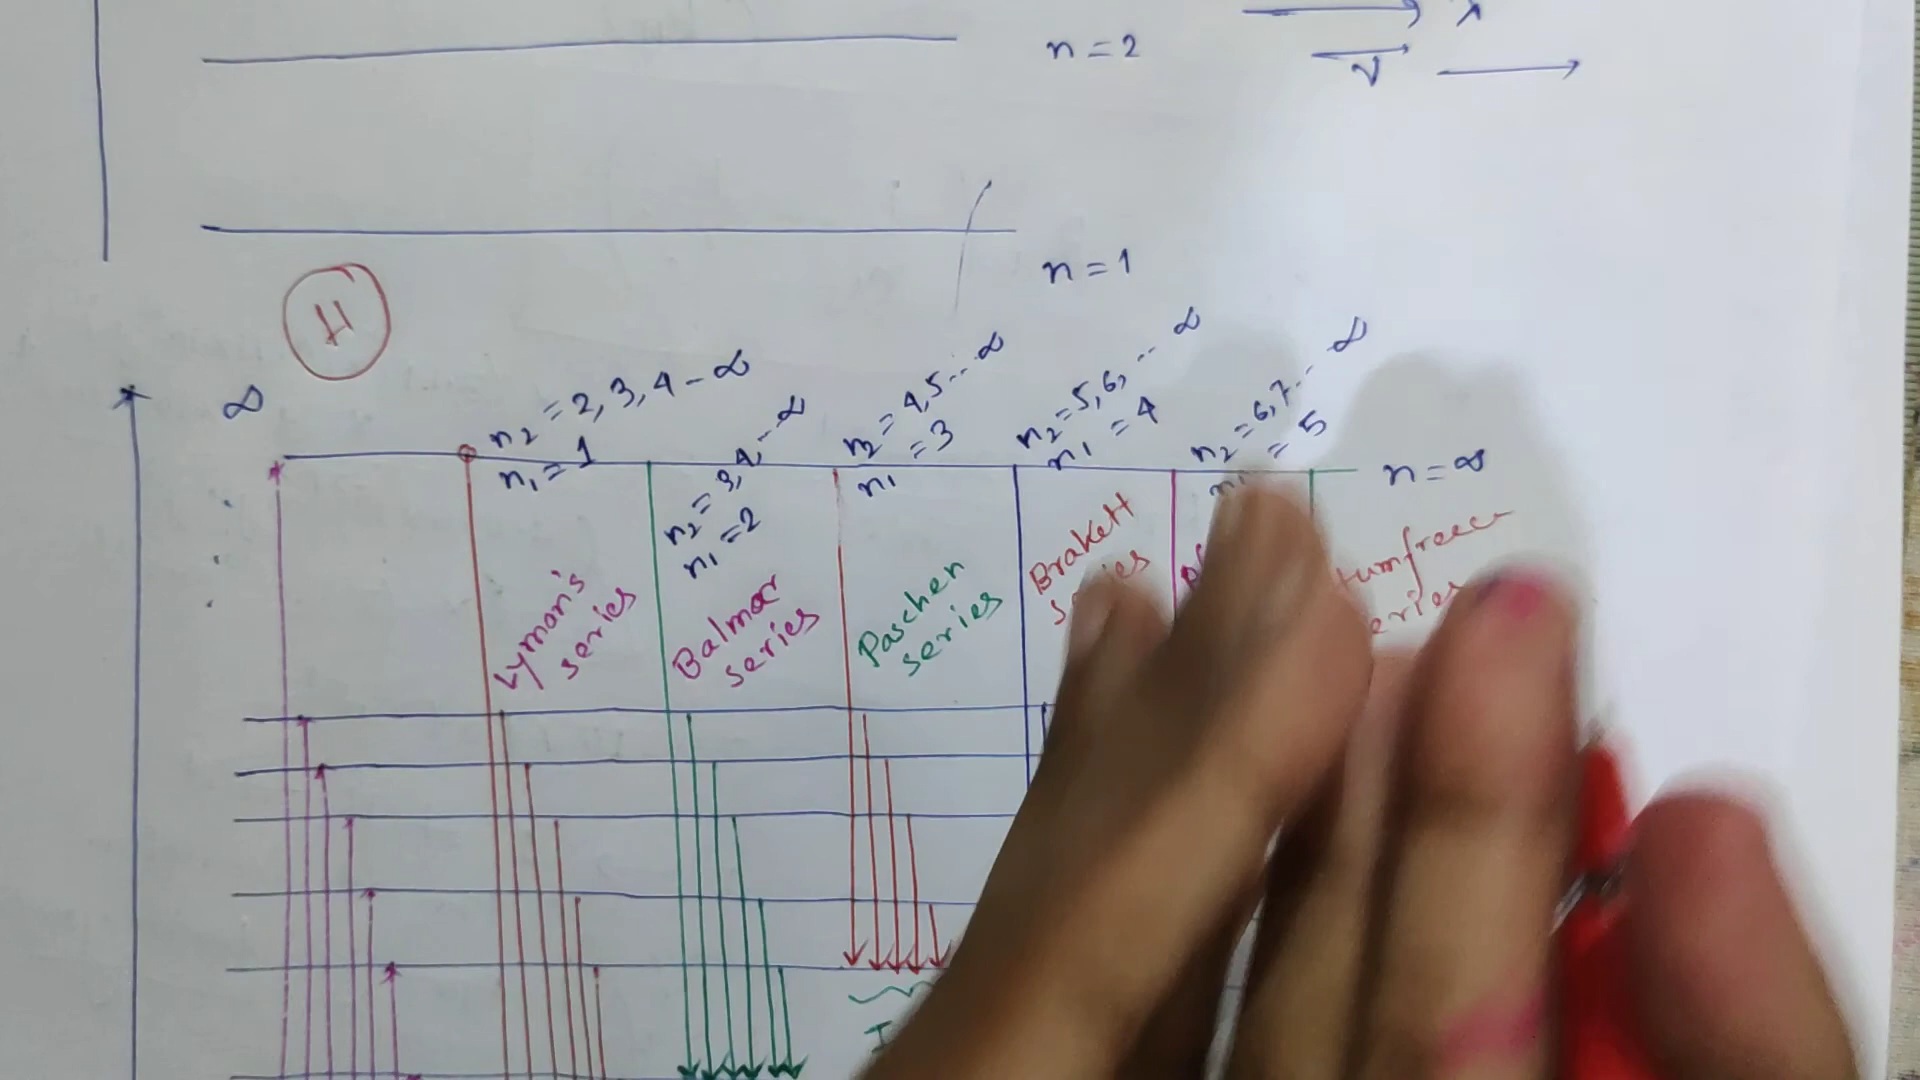 λ
n = 2
ν
n = 1
H
∞
n2 = 2, 3, 4 - ∞
n1 = 1
n2 = 3, 4, -- ∞
n1 = 2
n2 = 4, 5 -- ∞
n1 = 3
n2 = 5, 6, -- ∞
n1 = 4
n2 = 6, 7 -- ∞
n1 = 5
n = ∞
Lyman's
series
Balmar
series
Paschen
series
Brakett